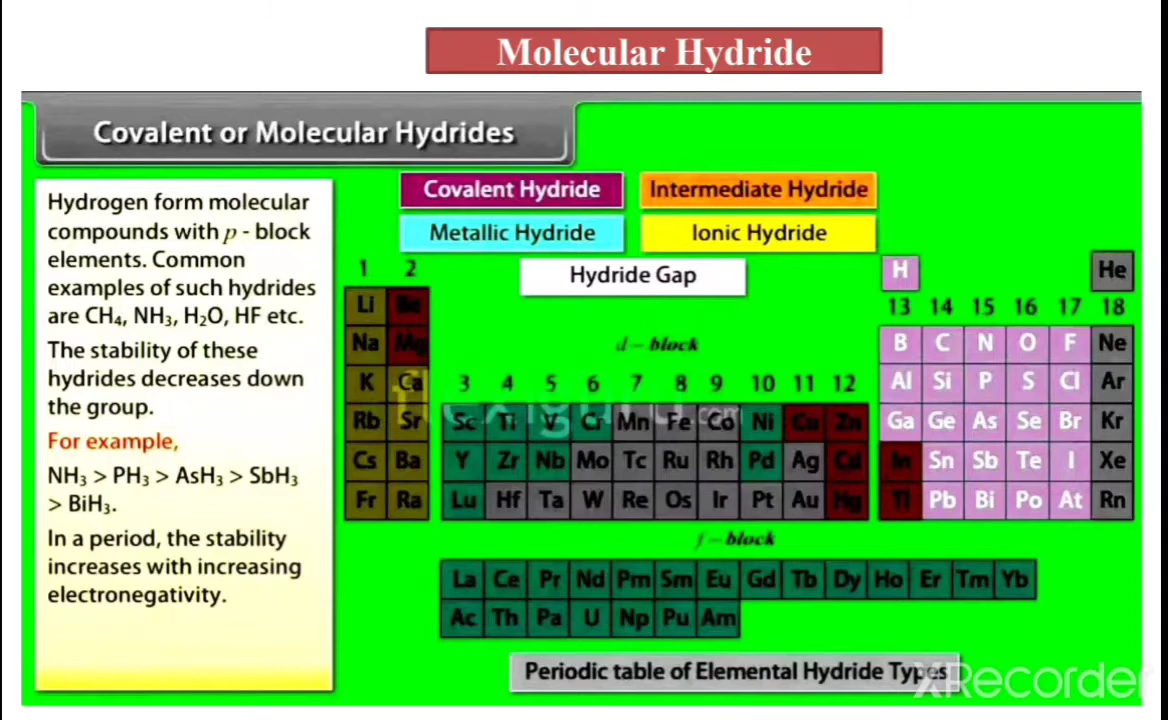 Molecular Hydride
Covalent or Molecular Hydrides
Hydrogen form molecular
compounds with p - block
elements. Common
examples of such hydrides
are CH₄, NH₃, H₂O, HF etc.
The stability of these
hydrides decreases down
the group.
For example,
NH₃ > PH₃ > AsH₃ > SbH₃
> BiH₃.
In a period, the stability
increases with increasing
electronegativity.
Covalent Hydride Intermediate Hydride
Metallic Hydride Ionic Hydride
Hydride Gap
1 2 H He
13 14 15 16 17 18
Li Be B C N O F Ne
d - block
Na Mg Al Si P S Cl Ar
K Ca 3 4 5 6 7 8 9 10 11 12
Rb Sr Sc Ti V Cr Mn Fe Co Ni Cu Zn Ga Ge As Se Br Kr
Cs Ba Y Zr Nb Mo Tc Ru Rh Pd Ag Cd In Sn Sb Te I Xe
Fr Ra Lu Hf Ta W Re Os Ir Pt Au Hg Tl Pb Bi Po At Rn
f - block
La Ce Pr Nd Pm Sm Eu Gd Tb Dy Ho Er Tm Yb
Ac Th Pa U Np Pu Am
Periodic table of Elemental Hydride Types
XRecorder